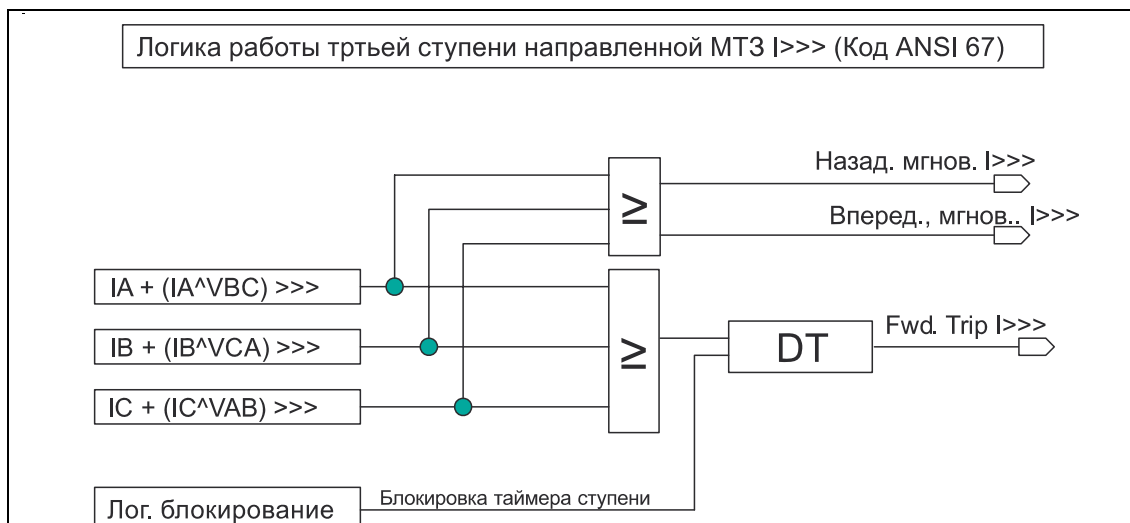 Логика работы тртьей ступени направленной МТЗ I>>> (Код ANSI 67)
Назад. мгнов. I>>>
≥
Вперед., мгнов.. I>>>
IA + (IA^VBC) >>>
Fwd. Trip I>>>
IB + (IB^VCA) >>>
≥
DT
IC + (IC^VAB) >>>
Блокировка таймера ступени
Лог. блокирование